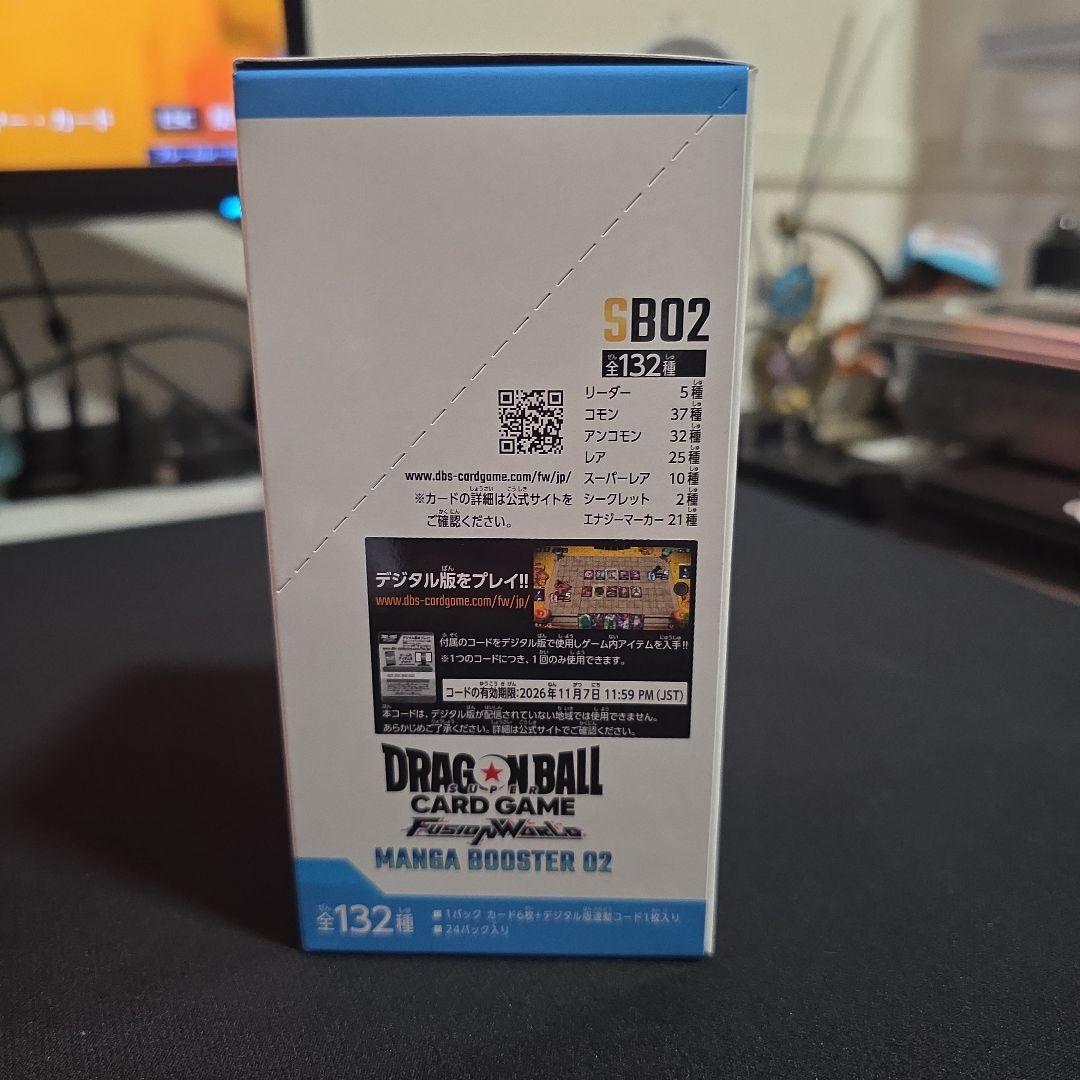 ー・カード
SB02
全132種
リーダー 5種
コモン 37種
アンコモン 32種
レア 25種
スーパーレア 10種
シークレット 2種
エナジーマーカー 21種
www.dbs-cardgame.com/fw/jp/
※カードの詳細は公式サイトを
ご確認ください。
デジタル版をプレイ!!
www.dbs-cardgame.com/fw/jp/
付属のコードをデジタル版で使用しゲーム内アイテムを入手!!
※1つのコードにつき、1回のみ使用できます。
コードの有効期限:2026年11月7日 11:59 PM (JST)
本コードは、デジタル版が配信されていない地域では使用できません。
あらかじめご了承ください。詳細は公式サイトでご確認ください。
DRAGON BALL
SUPER
CARD GAME
FUSION WORLD
MANGA BOOSTER 02
全132種
1パック カード6枚+デジタル版連動コード1枚入り
24パック入り